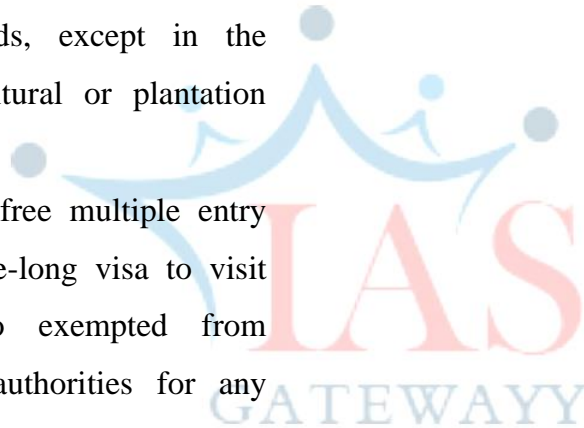 ds, except in the
tural or plantation
free multiple entry
e-long visa to visit
o exempted from
authorities for any
IAS
GATEWAYY